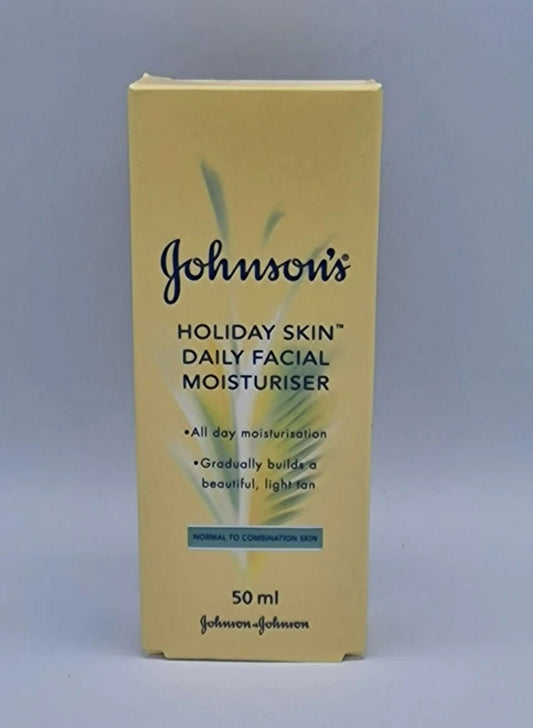 Johnson's®
HOLIDAY SKIN™
DAILY FACIAL
MOISTURISER
•All day moisturisation
•Gradually builds a
beautiful, light tan
NORMAL TO COMBINATION SKIN
50 ml
Johnson & Johnson